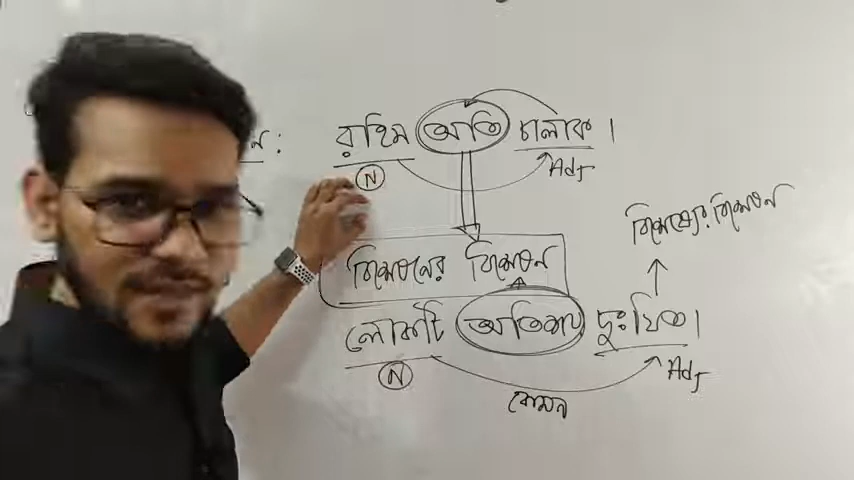 রহিম অতি চালাক।
N
Adj
বিশেষ্যের বিশেষণ
বিশেষণের বিশেষণ
লোকটি অতিশয় দুঃখিত।
N
Adj
কেমন